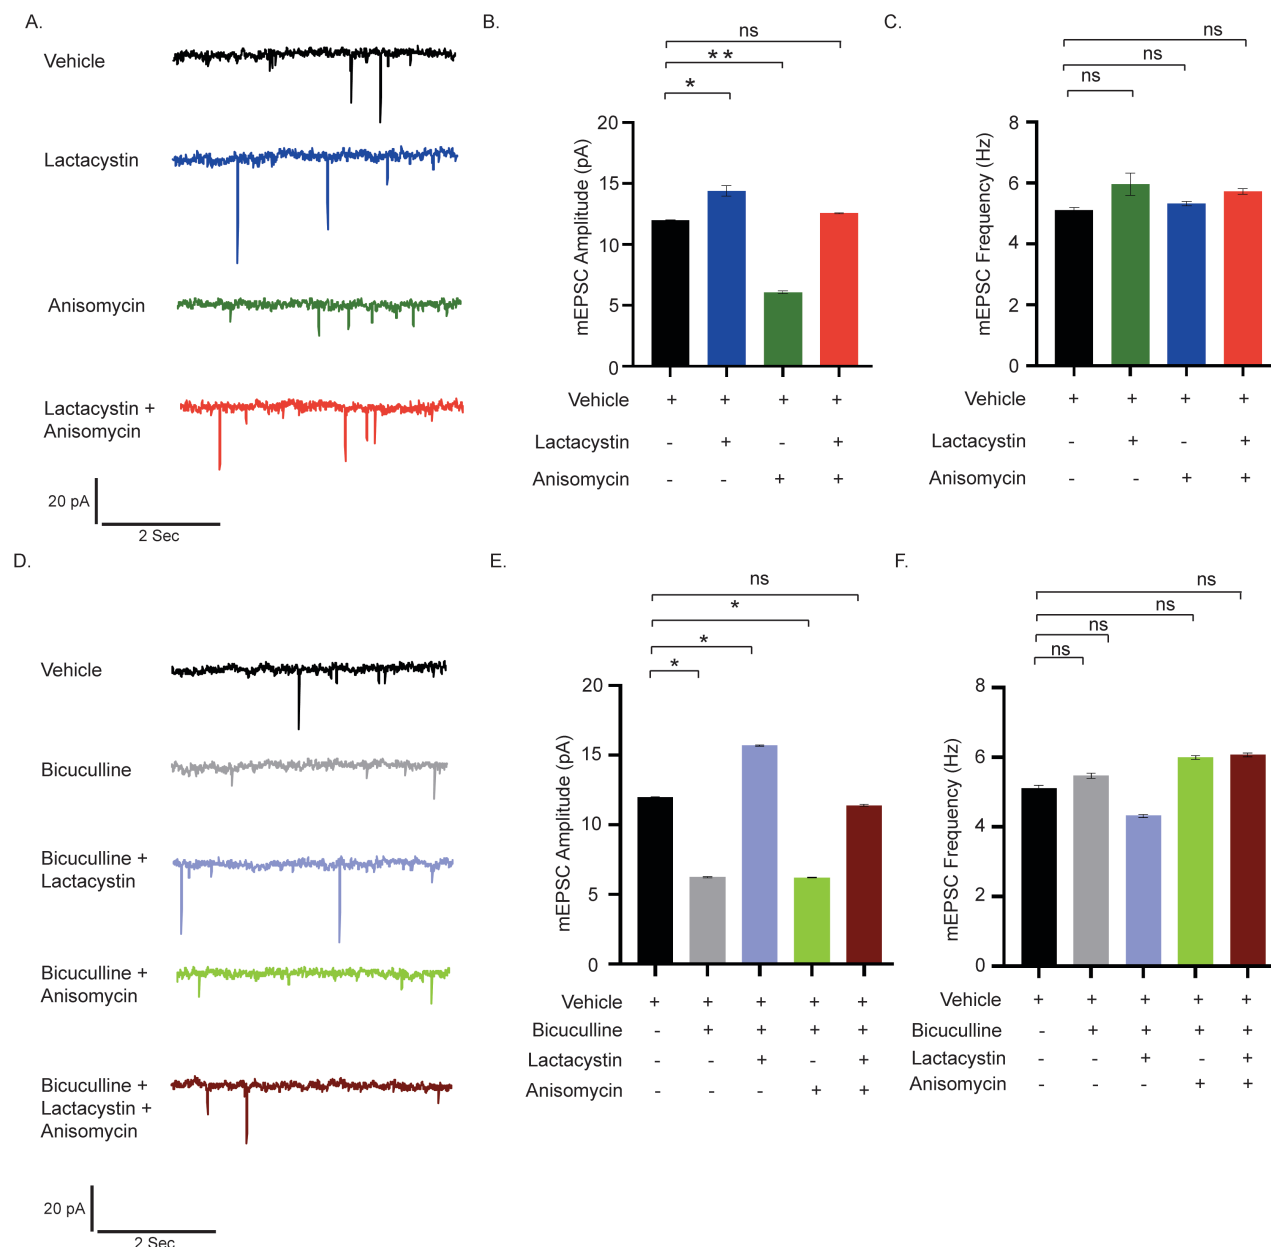 A.
Vehicle
Lactacystin
Anisomycin
Lactacystin +
Anisomycin
20 pA
2 Sec
B.
ns
**
*
20
15
10
5
0
mEPSC Amplitude (pA)
Vehicle + + + +
Lactacystin - + - +
Anisomycin - - + +
C.
ns
ns
ns
8
6
4
2
0
mEPSC Frequency (Hz)
Vehicle + + + +
Lactacystin - + - +
Anisomycin - - + +
D.
Vehicle
Bicuculline
Bicuculline +
Lactacystin
Bicuculline +
Anisomycin
Bicuculline +
Lactacystin +
Anisomycin
20 pA
2 Sec
E.
ns
*
*
*
20
15
10
5
0
mEPSC Amplitude (pA)
Vehicle + + + + +
Bicuculline - + + + +
Lactacystin - - + - +
Anisomycin - - - + +
F.
ns
ns
ns
ns
8
6
4
2
0
mEPSC Frequency (Hz)
Vehicle + + + + +
Bicuculline - + + + +
Lactacystin - - + - +
Anisomycin - - - + +